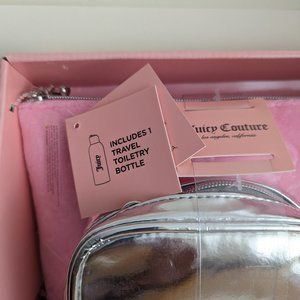 INCLUDES 1
TRAVEL
TOILETRY
BOTTLE
Juicy
Juicy Couture
los angeles, california